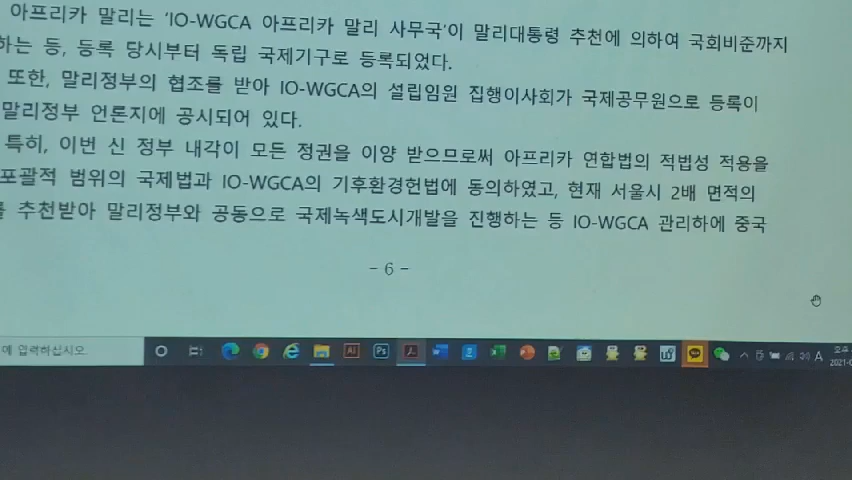 아프리카 말리는 'IO-WGCA 아프리카 말리 사무국'이 말리대통령 추천에 의하여 국회비준까지
하는 등, 등록 당시부터 독립 국제기구로 등록되었다.
또한, 말리정부의 협조를 받아 IO-WGCA의 설립임원 집행이사회가 국제공무원으로 등록이
말리정부 언론지에 공시되어 있다.
특히, 이번 신 정부 내각이 모든 정권을 이양 받으므로써 아프리카 연합법의 적법성 적용을
포괄적 범위의 국제법과 IO-WGCA의 기후환경헌법에 동의하였고, 현재 서울시 2배 면적의
추천받아 말리정부와 공동으로 국제녹색도시개발을 진행하는 등 IO-WGCA 관리하에 중국
- 6 -
에 입력하십시오.
Ai
Ps
A
오후
2021-0